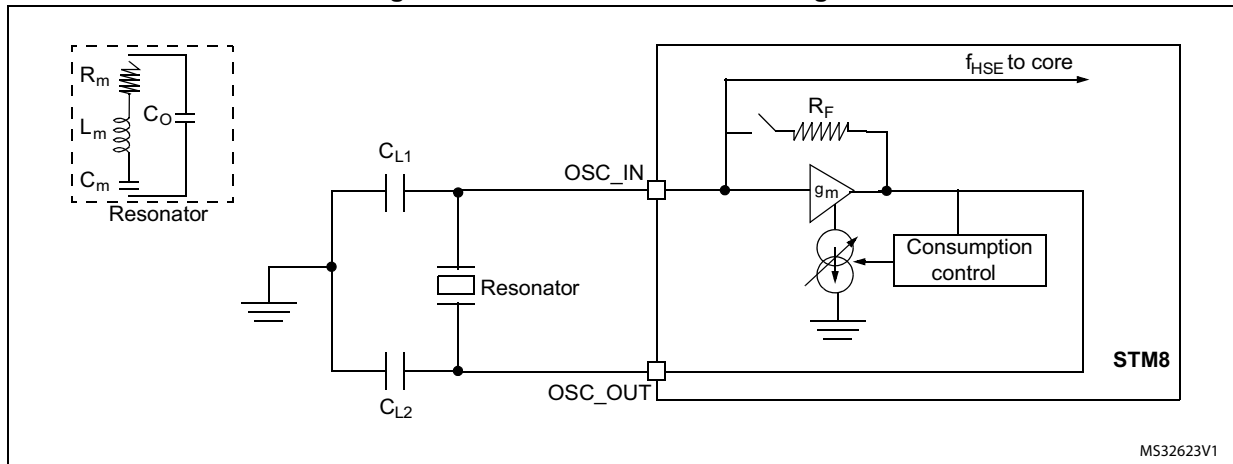 Rm
Lm
Cm
CO
Resonator
CL1
CL2
Resonator
OSC_IN
OSC_OUT
fHSE to core
RF
gm
Consumption
control
STM8
MS32623V1